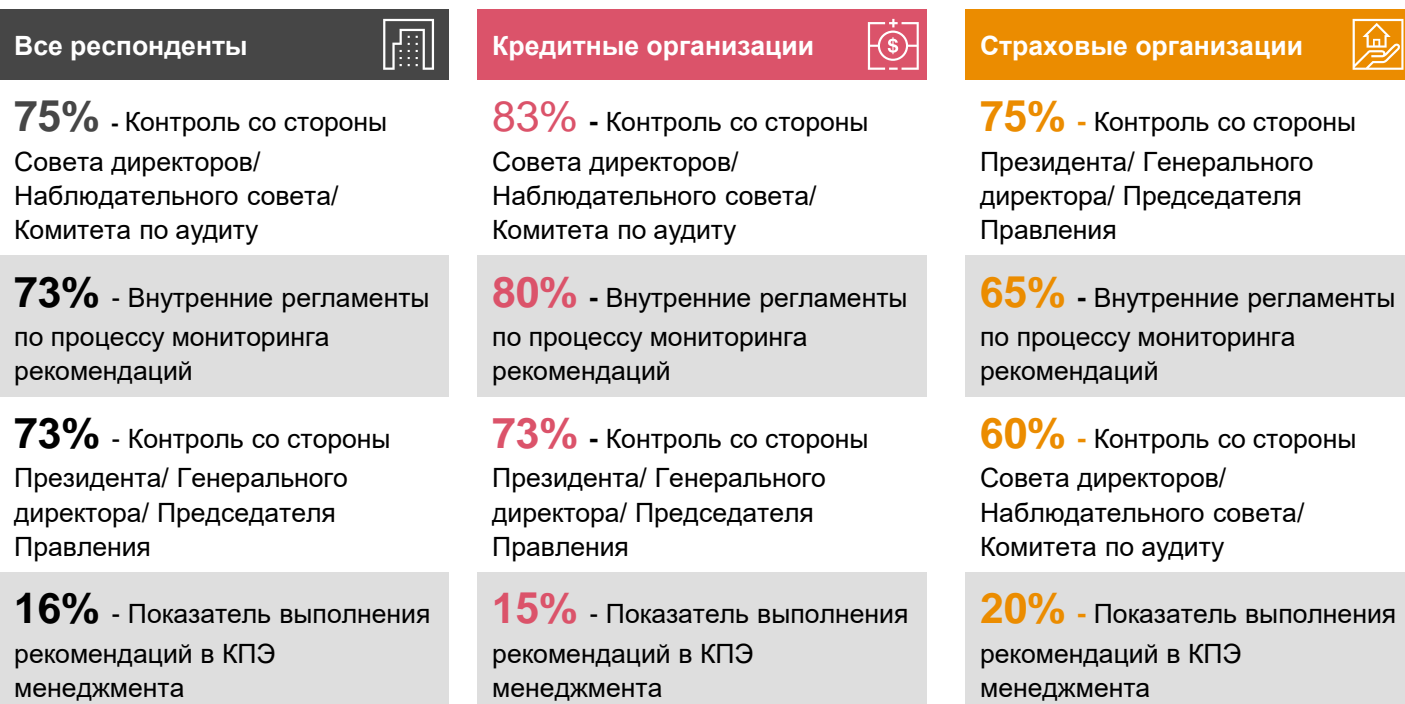 Все респонденты
75% - Контроль со стороны
Совета директоров/
Наблюдательного совета/
Комитета по аудиту
73% - Внутренние регламенты
по процессу мониторинга
рекомендаций
73% - Контроль со стороны
Президента/ Генерального
директора/ Председателя
Правления
16% - Показатель выполнения
рекомендаций в КПЭ
менеджмента
Кредитные организации
$
83% - Контроль со стороны
Совета директоров/
Наблюдательного совета/
Комитета по аудиту
80% - Внутренние регламенты
по процессу мониторинга
рекомендаций
73% - Контроль со стороны
Президента/ Генерального
директора/ Председателя
Правления
15% - Показатель выполнения
рекомендаций в КПЭ
менеджмента
Страховые организации
75% - Контроль со стороны
Президента/ Генерального
директора/ Председателя
Правления
65% - Внутренние регламенты
по процессу мониторинга
рекомендаций
60% - Контроль со стороны
Совета директоров/
Наблюдательного совета/
Комитета по аудиту
20% - Показатель выполнения
рекомендаций в КПЭ
менеджмента